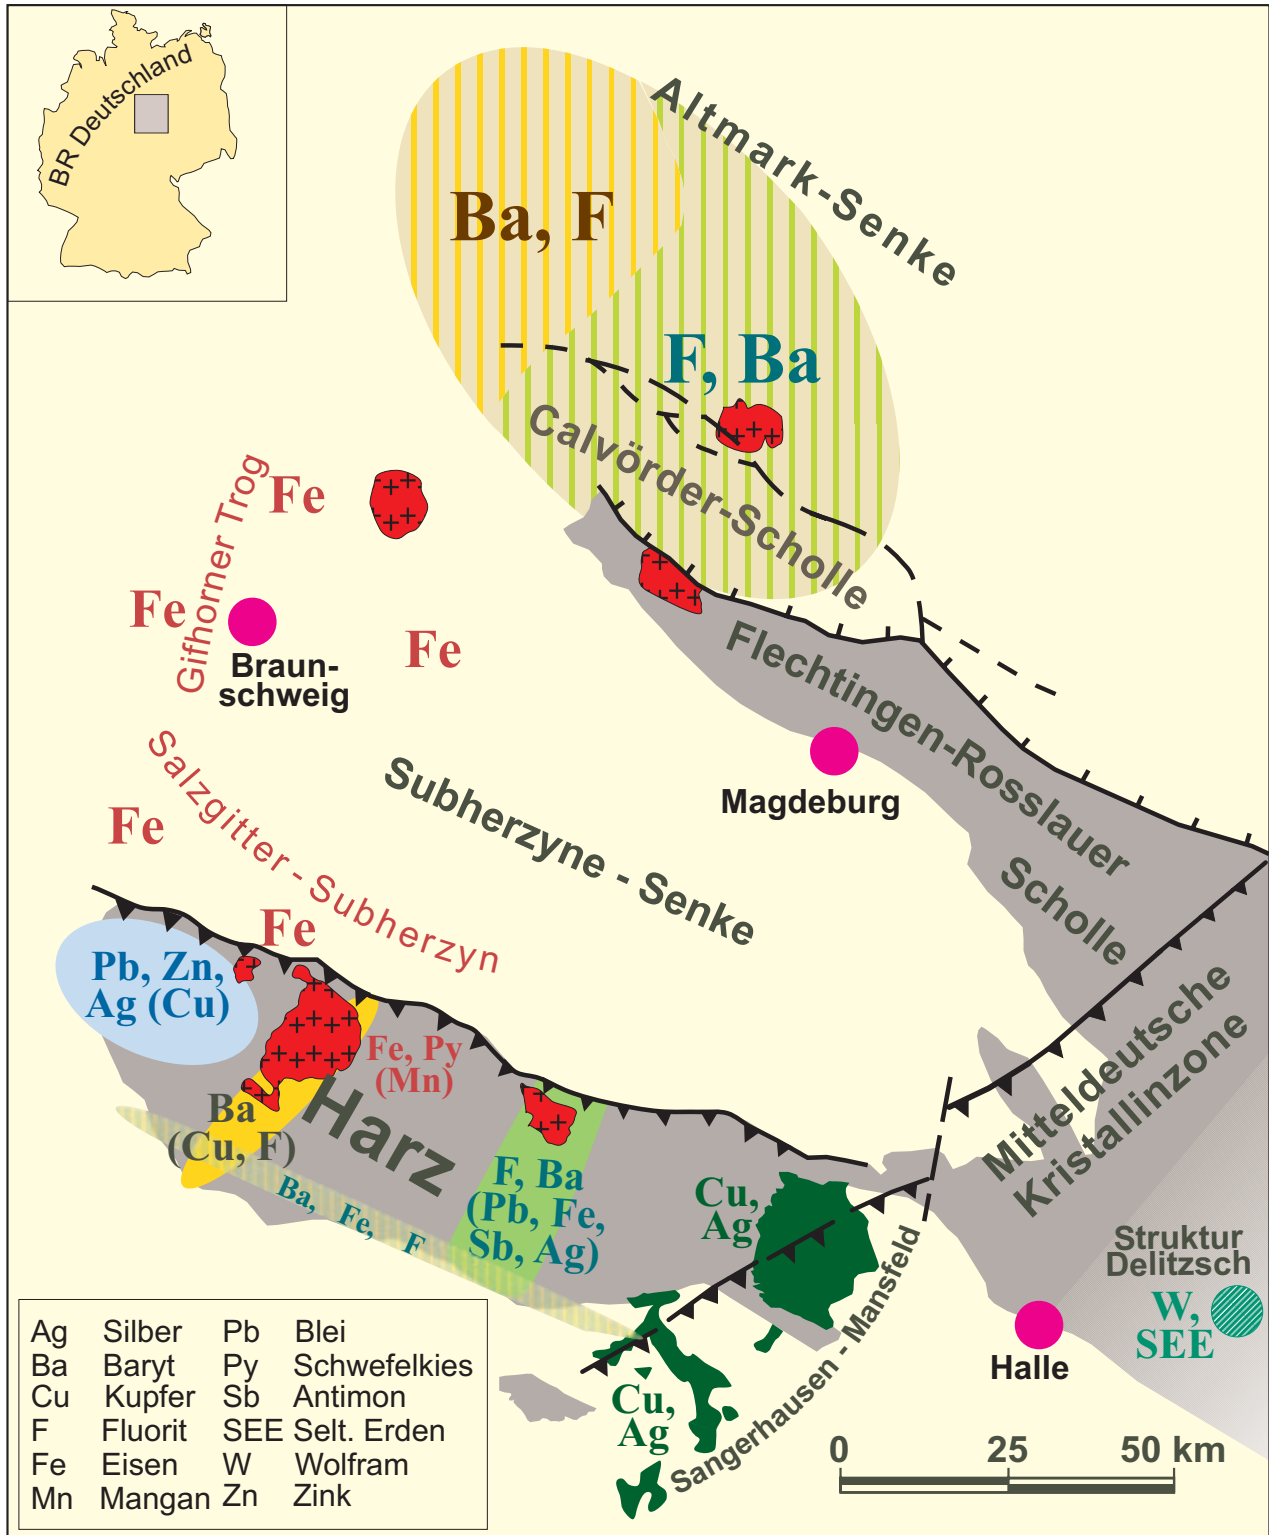 BR Deutschland
Altmark-Senke
Ba, F
F, Ba
Calvörder-Scholle
Gifhorner Trog
Fe
Fe
Fe
Braun-
schweig
Flechtingen-Rosslauer
Scholle
Magdeburg
Subherzyne - Senke
Salzgitter - Subherzyn
Fe
Fe
Pb, Zn,
Ag (Cu)
Fe, Py
(Mn)
Harz
Ba
(Cu, F)
Ba, Fe, F
F, Ba
(Pb, Fe,
Sb, Ag)
Cu,
Ag
Mitteldeutsche
Kristallinzone
Struktur
Delitzsch
W,
SEE
Halle
Cu,
Ag
Sangerhausen - Mansfeld
0 25 50 km
Ag Silber Pb Blei
Ba Baryt Py Schwefelkies
Cu Kupfer Sb Antimon
F Fluorit SEE Selt. Erden
Fe Eisen W Wolfram
Mn Mangan Zn Zink